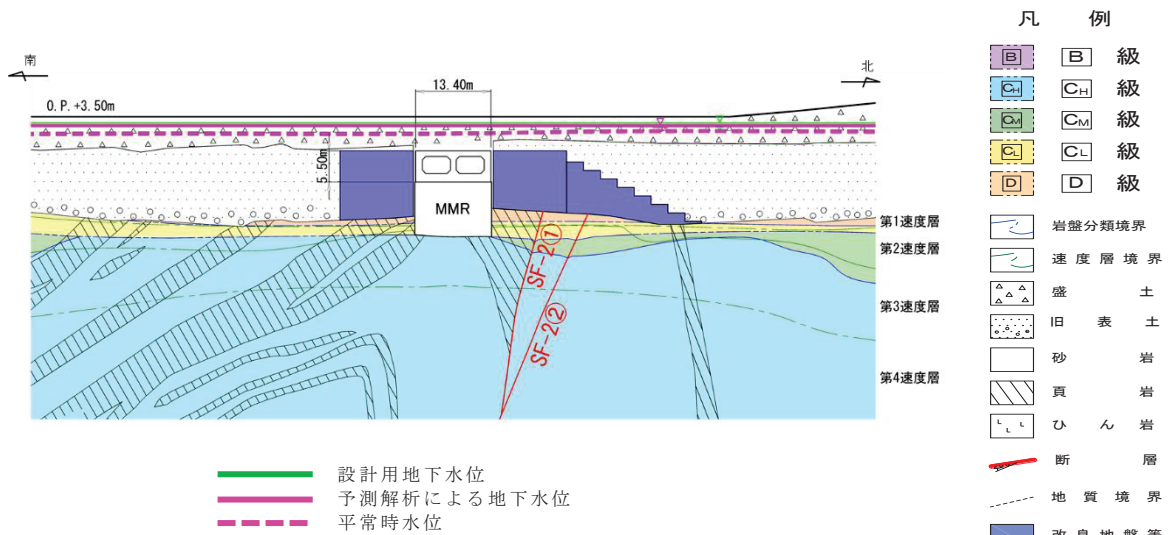 南
北
13.40m
O.P.+3.50m
5.50m
MMR
SF-2①
SF-2②
第1速度層
第2速度層
第3速度層
第4速度層
設計用地下水位
予測解析による地下水位
平常時水位
凡 例
B B 級
CH CH 級
CM CM 級
CL CL 級
D D 級
岩盤分類境界
速度層境界
盛土
旧表土
砂岩
頁岩
ひん岩
断層
地質境界